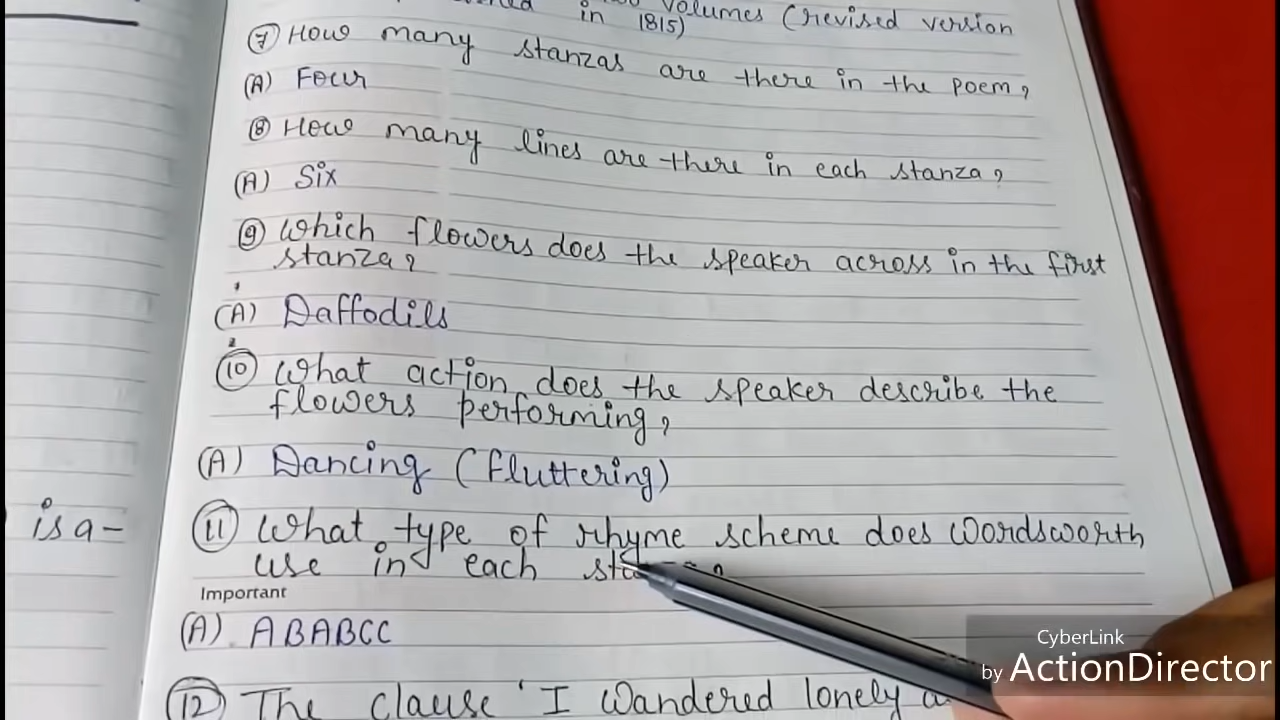 in volumes (revised version
1815)
⑦ How many stanzas are there in the poem?
(A) Four
⑧ How many lines are there in each stanza?
(A) Six
⑨ Which flowers does the speaker across in the first
stanza?
(A) Daffodils
⑩ What action does the speaker describe the
flowers performing?
(A) Dancing (fluttering)
is a-
⑪ What type of rhyme scheme does Wordsworth
use in each
Important
(A) ABABCC
⑫ The clause 'I Wandered lonely
CyberLink
by ActionDirector